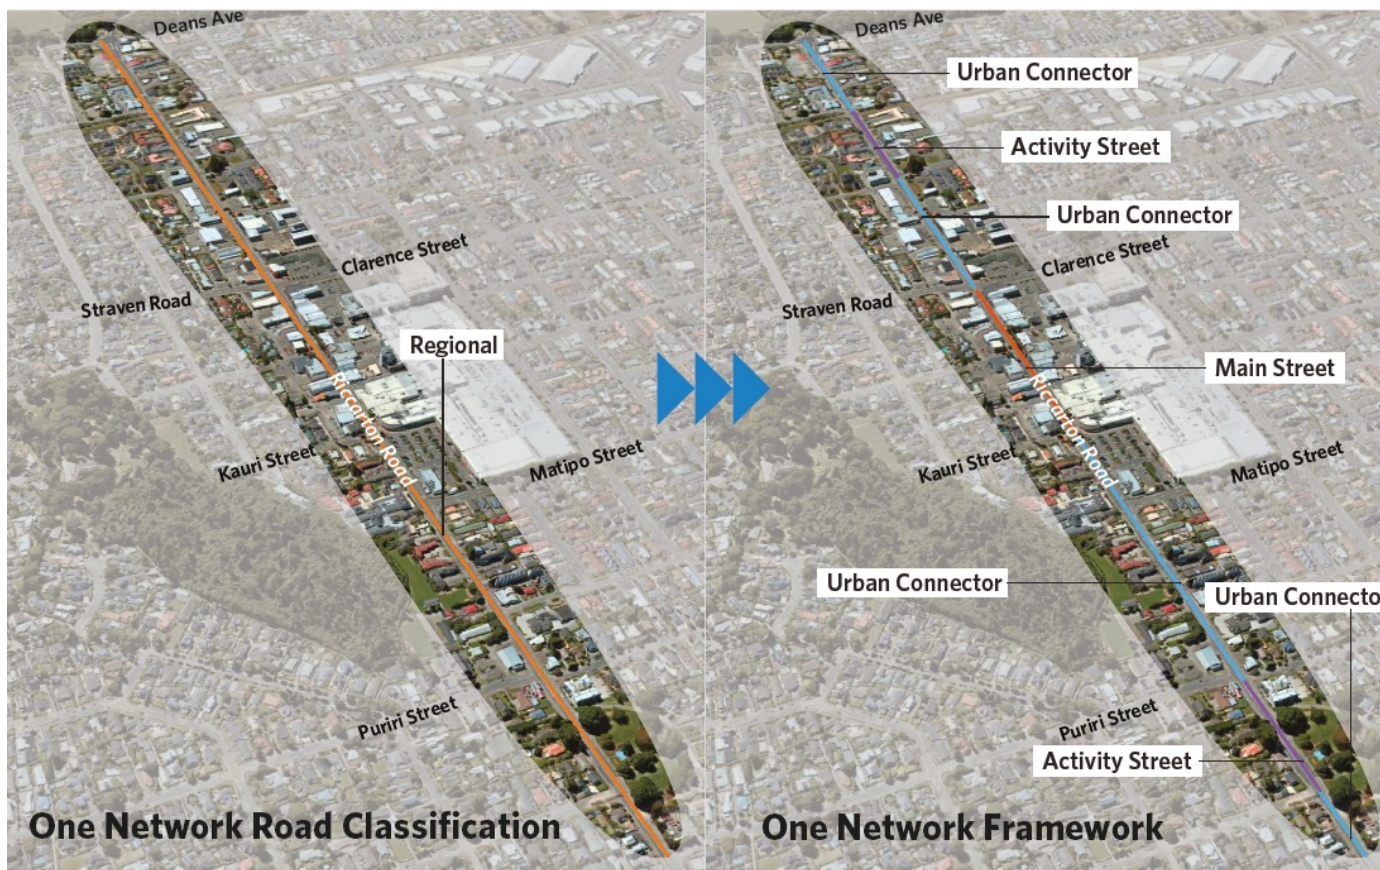 Deans Ave
Clarence Street
Straven Road
Regional
Riccarton Road
Kauri Street
Matipo Street
Puriri Street
One Network Road Classification
Deans Ave
Urban Connector
Activity Street
Urban Connector
Clarence Street
Straven Road
Main Street
Riccarton Road
Kauri Street
Matipo Street
Urban Connector
Urban Connecto
Puriri Street
Activity Street
One Network Framework